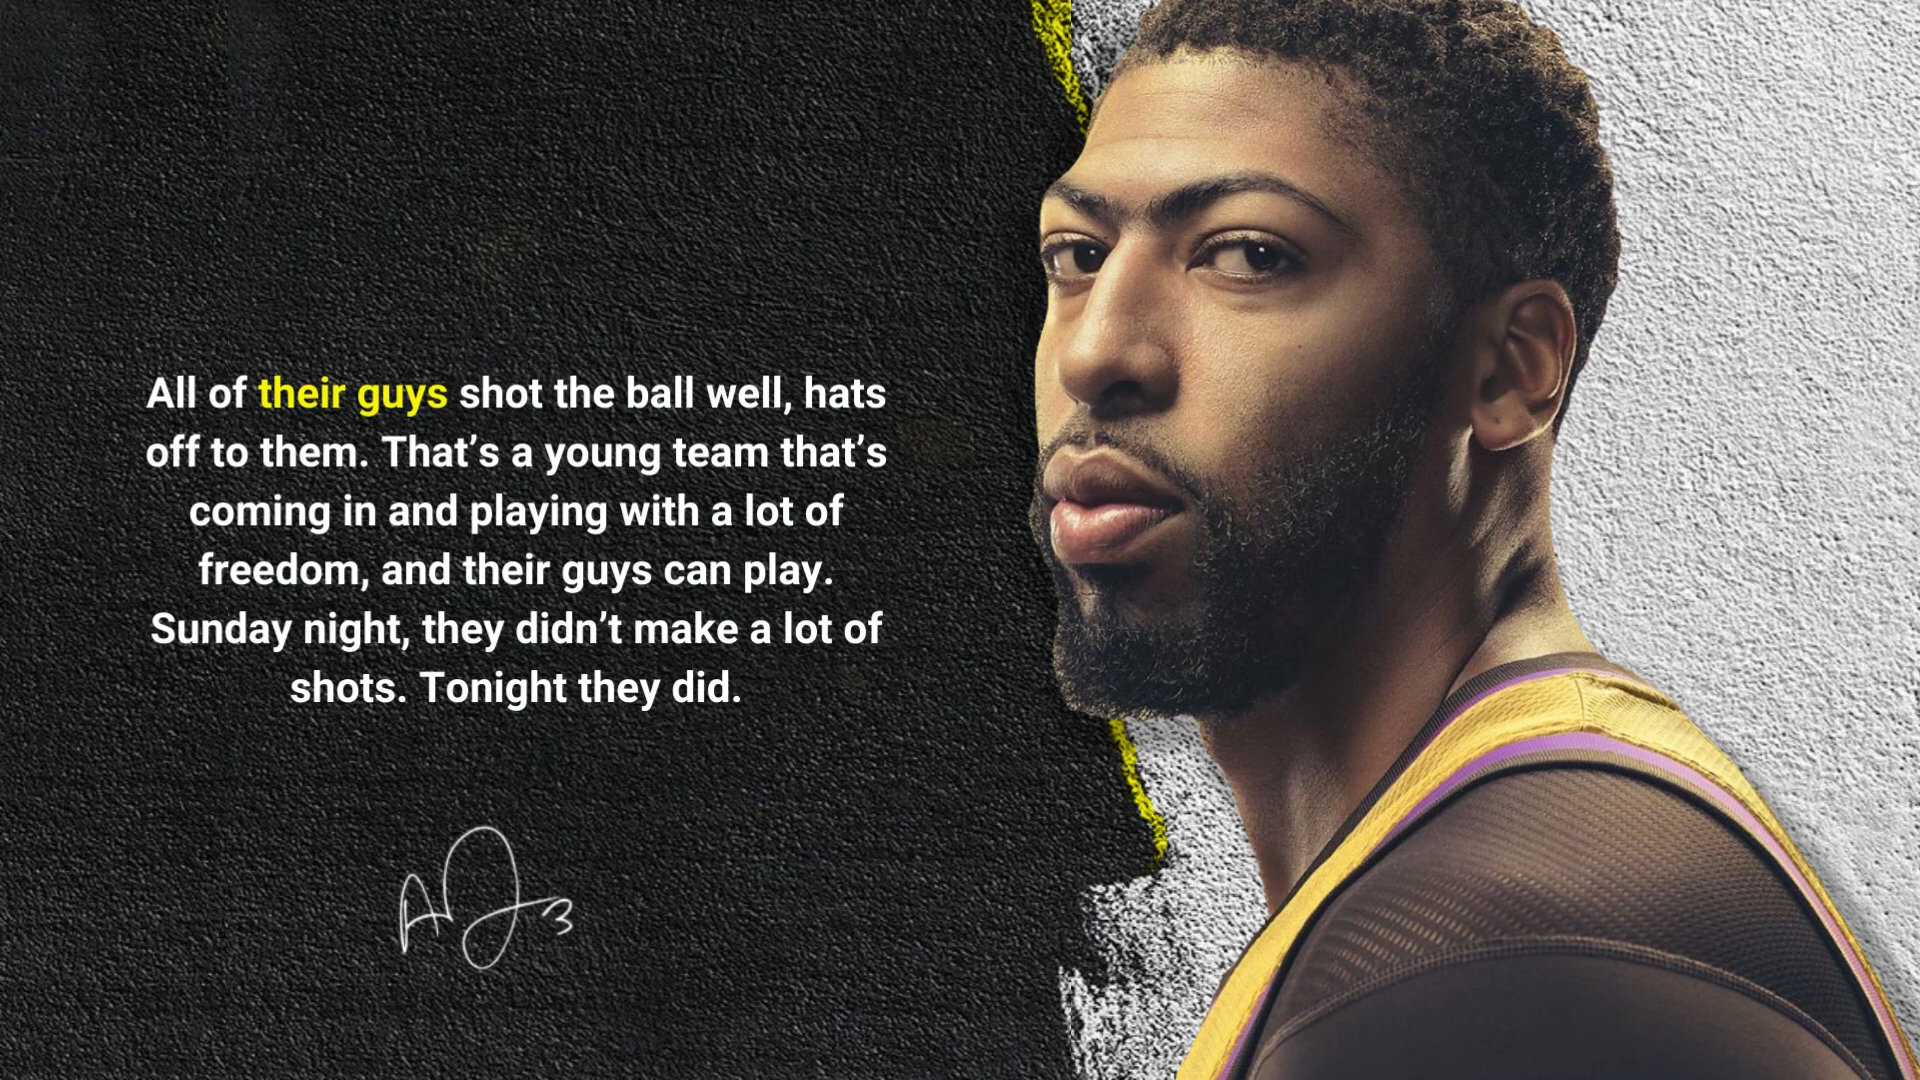 All of their guys shot the ball well, hats
off to them. That’s a young team that’s
coming in and playing with a lot of
freedom, and their guys can play.
Sunday night, they didn’t make a lot of
shots. Tonight they did.
AD 3